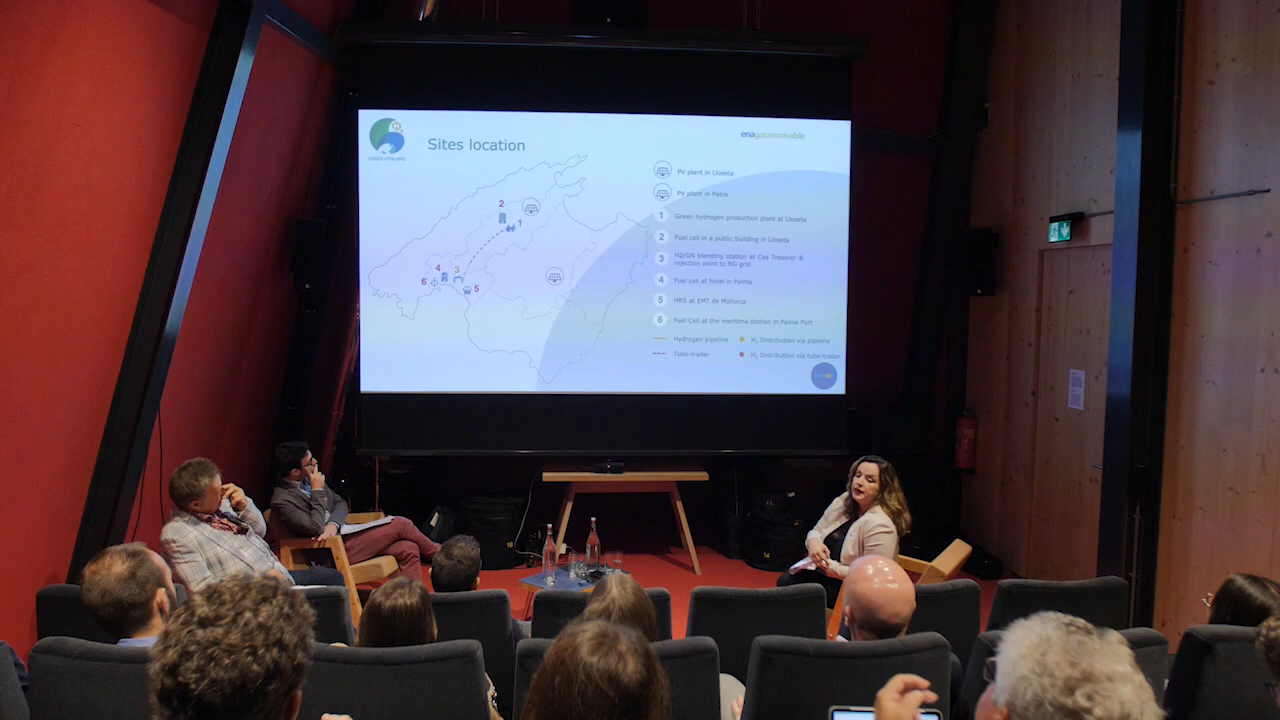 GREEN HYSLAND
Sites location
enagasrenovable
PV plant in Lloseta
PV plant in Petra
1 Green hydrogen production plant at Lloseta
2 Fuel cell in a public building in Lloseta
3 H2/GN blending station at Cas Tresorer &
injection point to NG grid
4 Fuel cell at hotel in Palma
5 HRS at EMT de Mallorca
6 Fuel Cell at the maritime station in Palma Port
Hydrogen pipeline
H₂ Distribution via pipeline
Tube-trailer
H₂ Distribution via tube-trailer
2
1
4
3
6
5